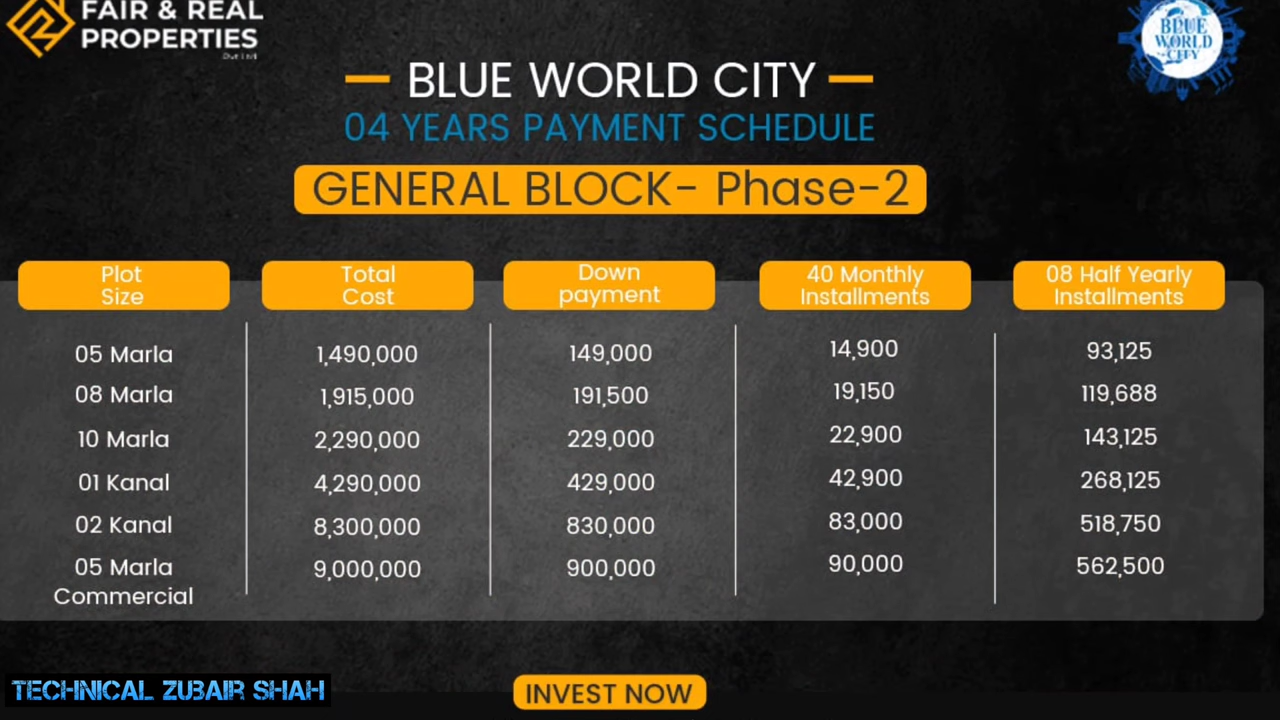 FAIR & REAL
PROPERTIES
Pvt Ltd
BLUE
WORLD
CITY
BLUE WORLD CITY
04 YEARS PAYMENT SCHEDULE
GENERAL BLOCK- Phase-2
Plot Size Total Cost Down payment 40 Monthly Installments 08 Half Yearly Installments
05 Marla 1,490,000 149,000 14,900 93,125
08 Marla 1,915,000 191,500 19,150 119,688
10 Marla 2,290,000 229,000 22,900 143,125
01 Kanal 4,290,000 429,000 42,900 268,125
02 Kanal 8,300,000 830,000 83,000 518,750
05 Marla Commercial 9,000,000 900,000 90,000 562,500
TECHNICAL ZUBAIR SHAH
INVEST NOW